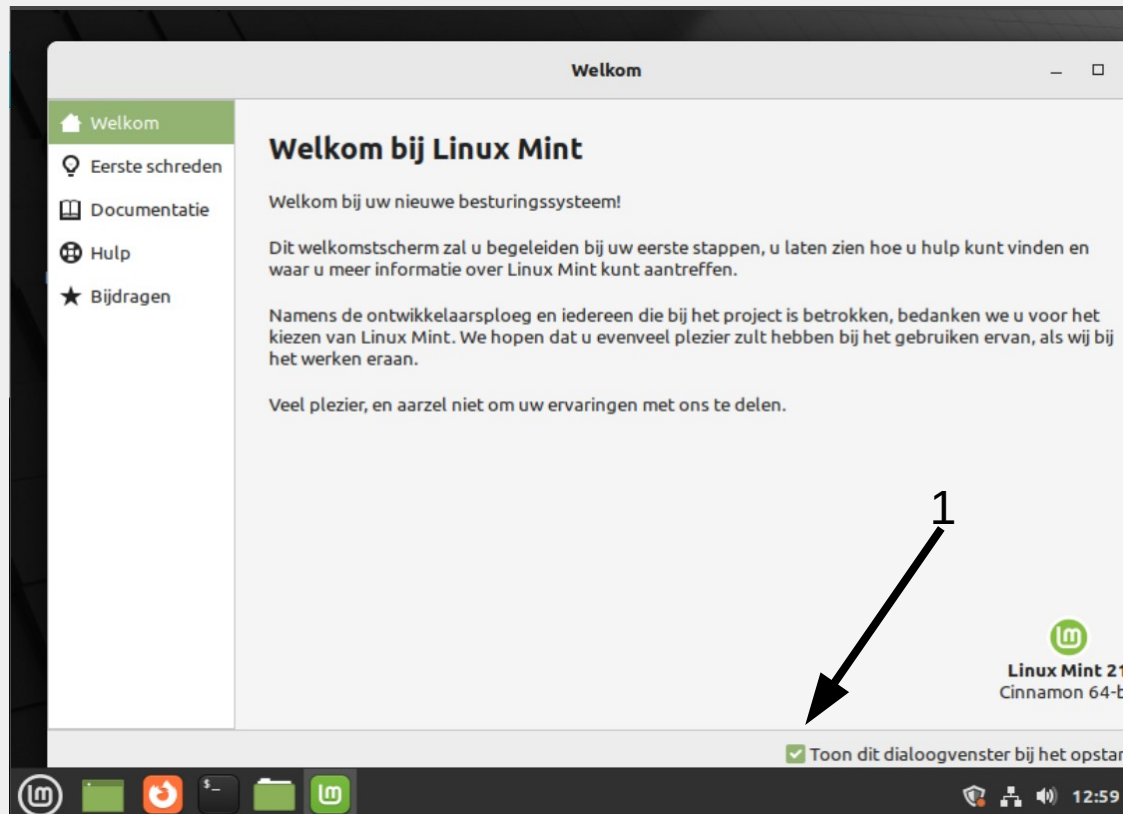 Welkom
Welkom
Eerste schreden
Documentatie
Hulp
Bijdragen
Welkom bij Linux Mint
Welkom bij uw nieuwe besturingssysteem!
Dit welkomstscherm zal u begeleiden bij uw eerste stappen, u laten zien hoe u hulp kunt vinden en
waar u meer informatie over Linux Mint kunt aantreffen.
Namens de ontwikkelaarsploeg en iedereen die bij het project is betrokken, bedanken we u voor het
kiezen van Linux Mint. We hopen dat u evenveel plezier zult hebben bij het gebruiken ervan, als wij bij
het werken eraan.
Veel plezier, en aarzel niet om uw ervaringen met ons te delen.
1
Linux Mint 21
Cinnamon 64-b
Toon dit dialoogvenster bij het opstar
$_
12:59